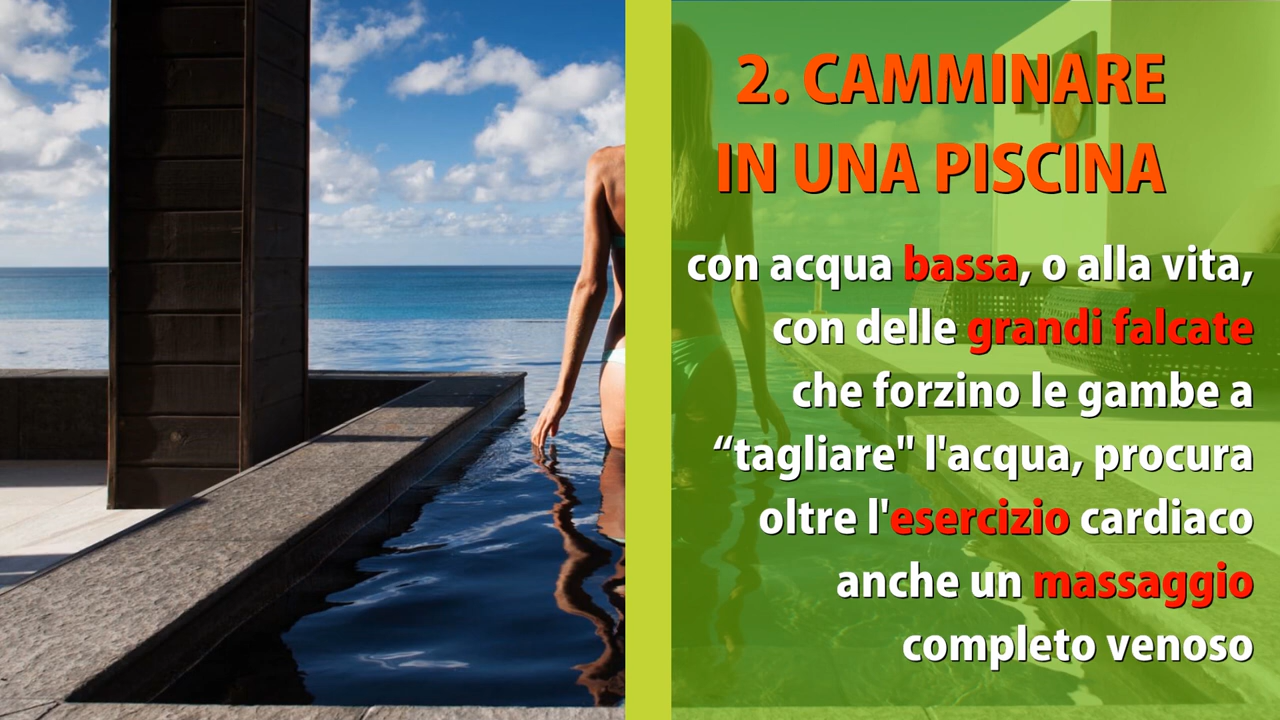 2. CAMMINARE
IN UNA PISCINA
con acqua bassa, o alla vita,
con delle grandi falcate
che forzino le gambe a
“tagliare" l'acqua, procura
oltre l'esercizio cardiaco
anche un massaggio
completo venoso